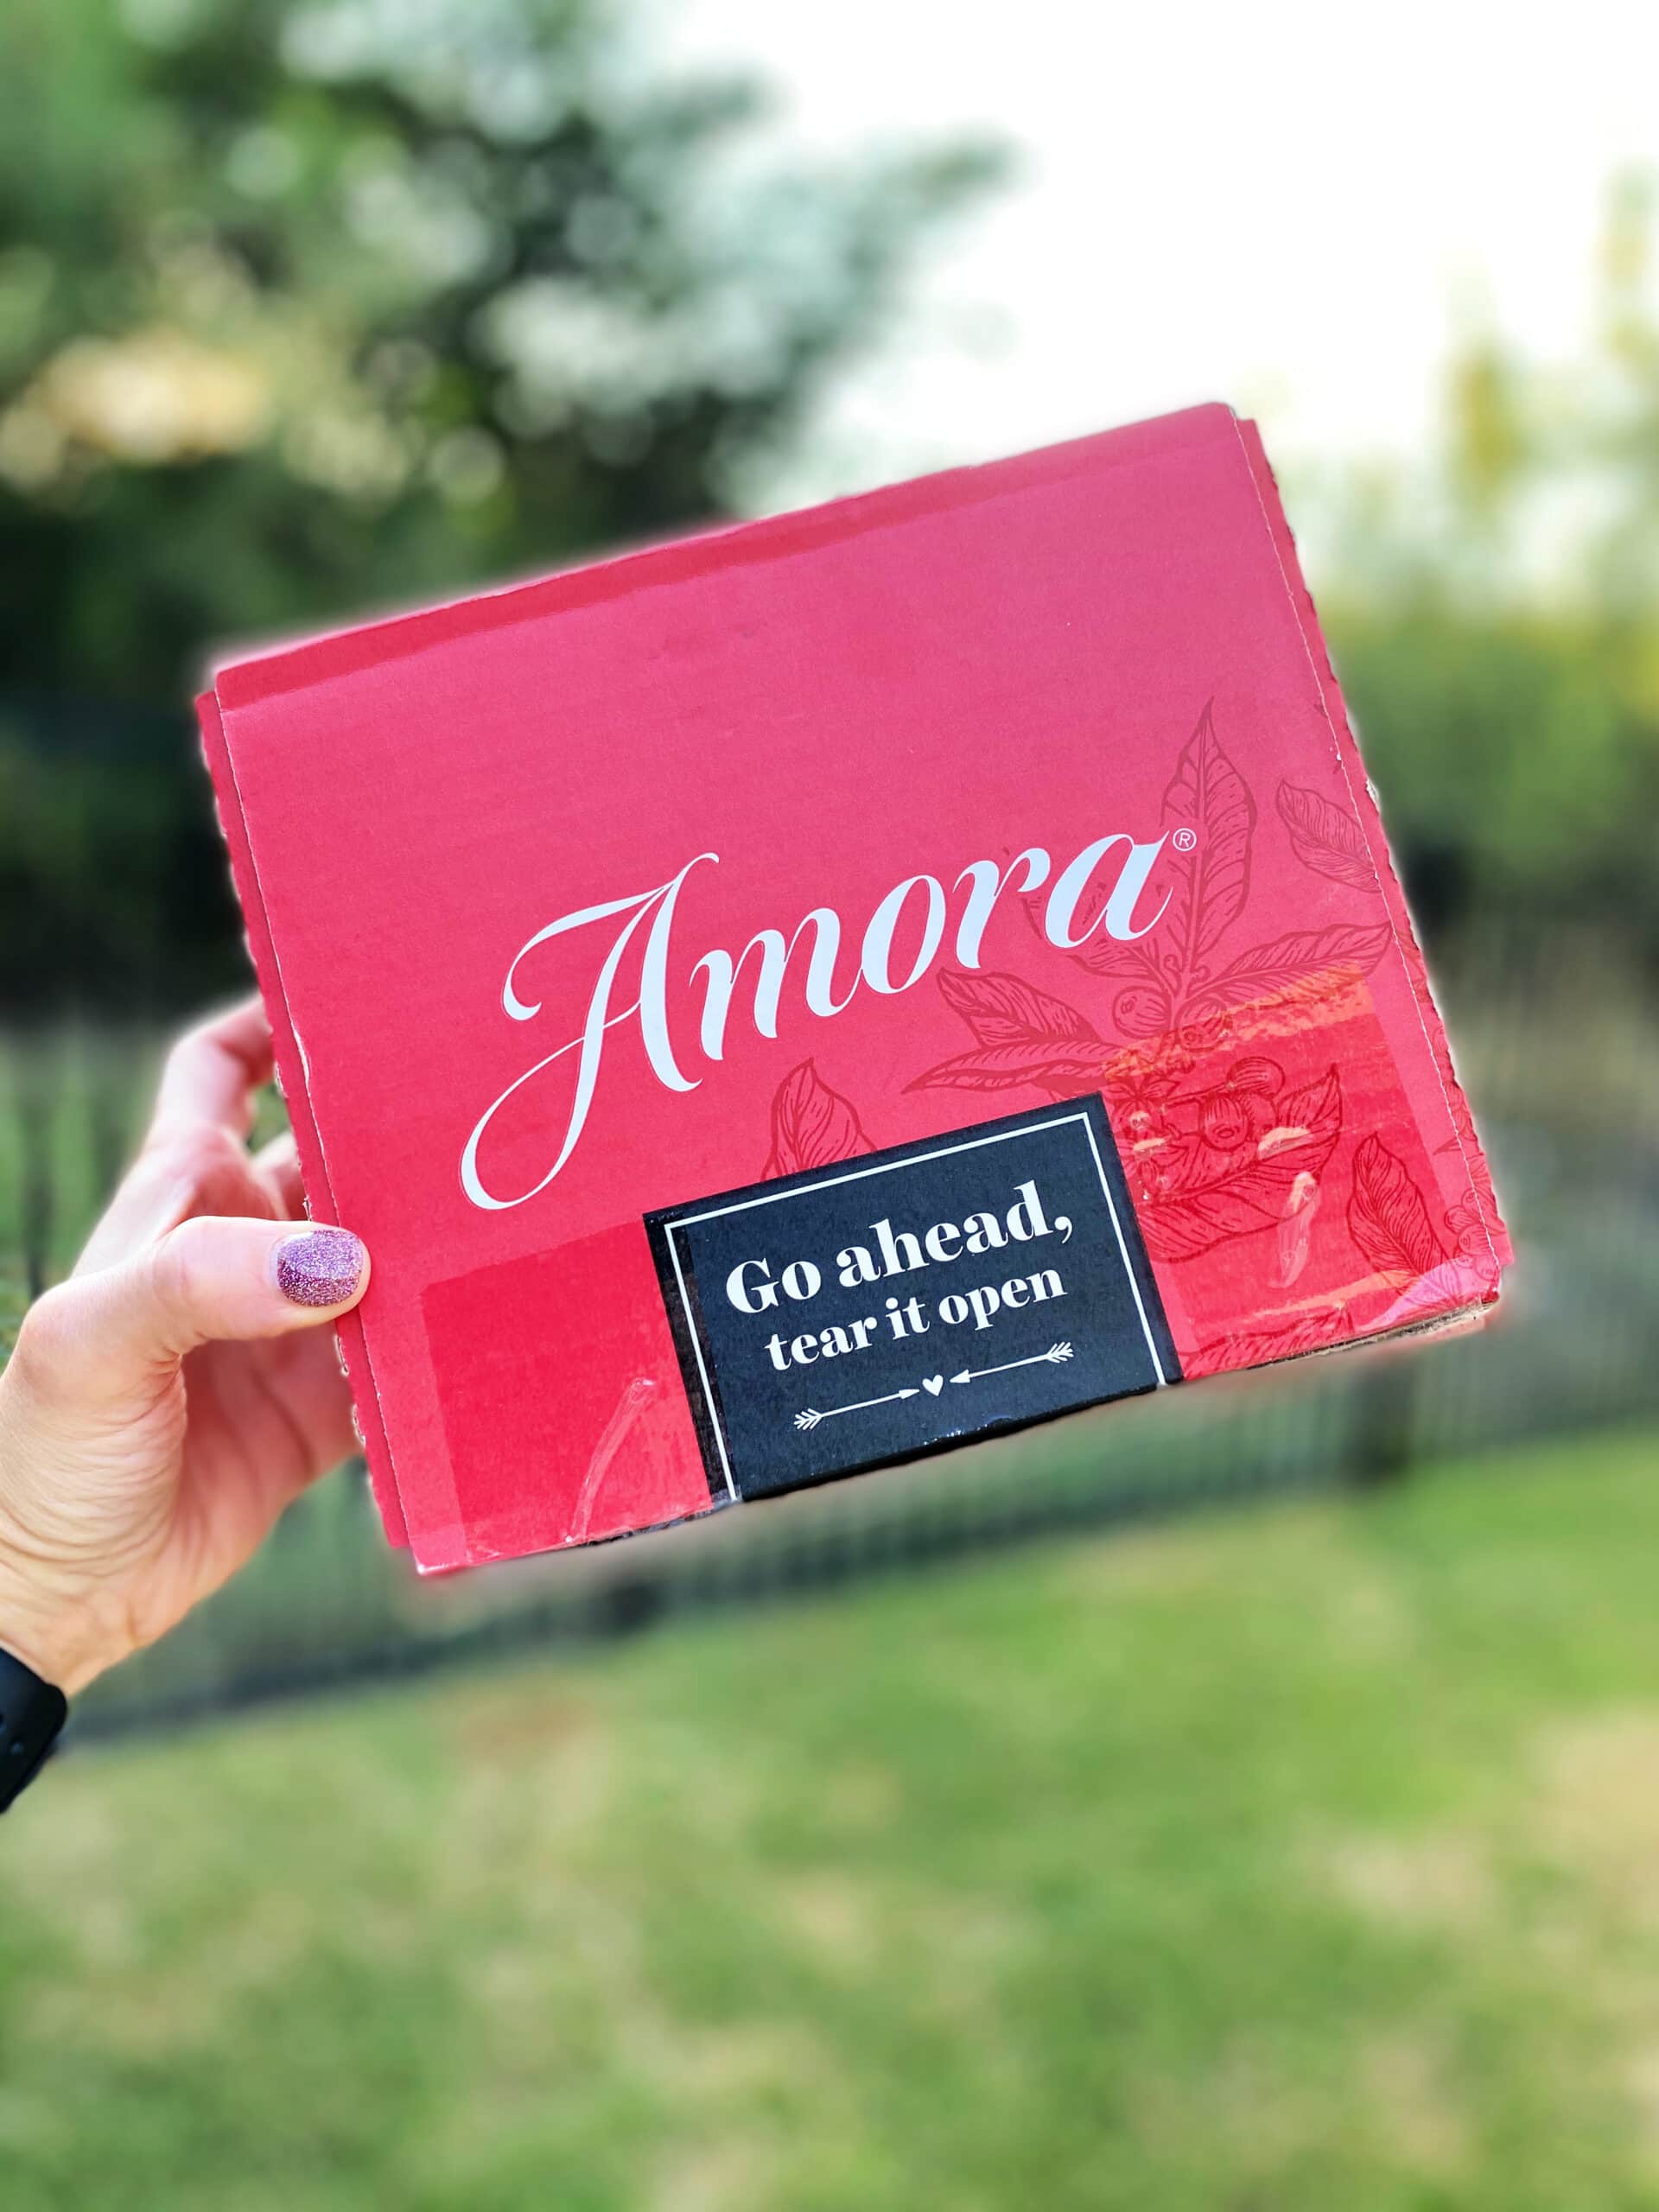 Amora®
Go ahead,
tear it open